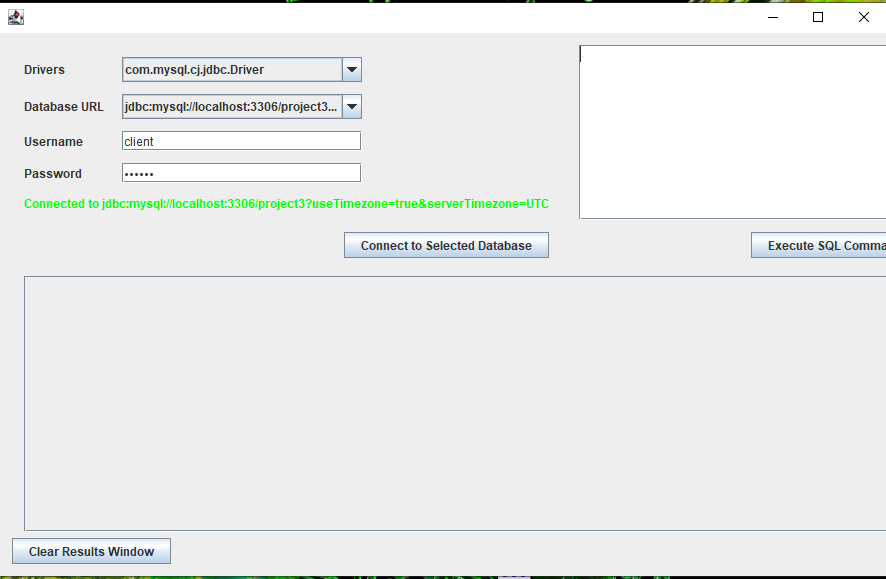 Drivers
com.mysql.cj.jdbc.Driver
Database URL
jdbc:mysql://localhost:3306/project3...
Username
client
Password
••••••
Connected to jdbc:mysql://localhost:3306/project3?useTimezone=true&serverTimezone=UTC
Connect to Selected Database
Execute SQL Comma
Clear Results Window